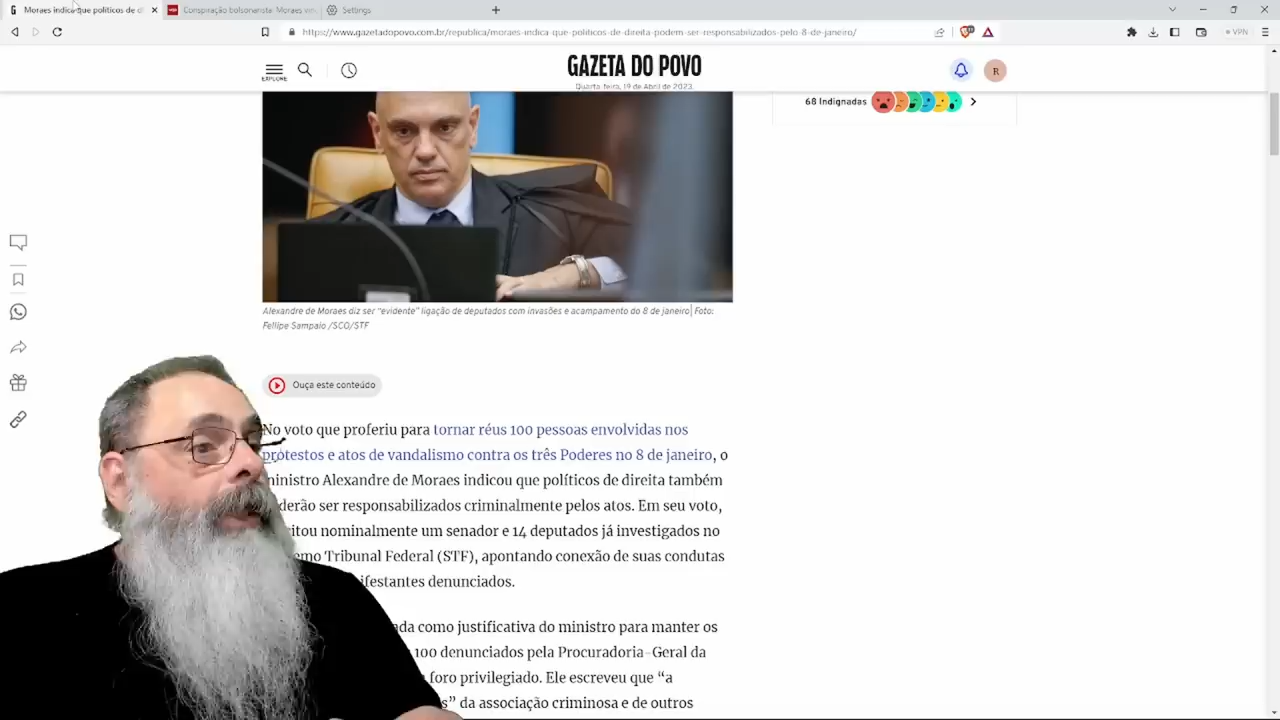 Moraes indica que políticos de d
Conspiração bolsonarista: Moraes
Settings
https://www.gazetadopovo.com.br/republica/moraes-indica-que-politicos-de-direita-podem-ser-responsabilizados-pelo-8-de-janeiro/
VPN
EXPLORE
GAZETA DO POVO
Quarta-feira, 19 de Abril de 2023.
R
68 Indignadas
Alexandre de Moraes diz ser “evidente” ligação de deputados com invasões e acampamento do 8 de janeiro| Foto:
Fellipe Sampaio /SCO/STF
Ouça este conteúdo
No voto que proferiu para tornar réus 100 pessoas envolvidas nos
protestos e atos de vandalismo contra os três Poderes no 8 de janeiro, o
ministro Alexandre de Moraes indicou que políticos de direita também
derão ser responsabilizados criminalmente pelos atos. Em seu voto,
citou nominalmente um senador e 14 deputados já investigados no
emo Tribunal Federal (STF), apontando conexão de suas condutas
ifestantes denunciados.
ada como justificativa do ministro para manter os
100 denunciados pela Procuradoria-Geral da
foro privilegiado. Ele escreveu que “a
s” da associação criminosa e de outros